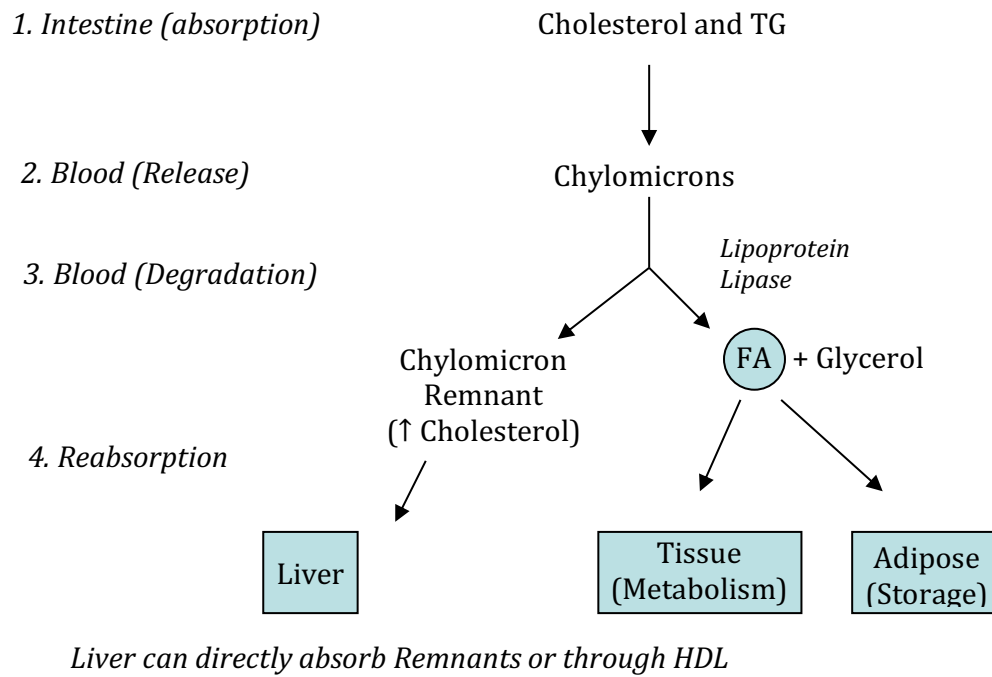 1. Intestine (absorption)
Cholesterol and TG
2. Blood (Release)
Chylomicrons
Lipoprotein
Lipase
3. Blood (Degradation)
Chylomicron
Remnant
(↑ Cholesterol)
FA + Glycerol
4. Reabsorption
Liver
Tissue
(Metabolism)
Adipose
(Storage)
Liver can directly absorb Remnants or through HDL